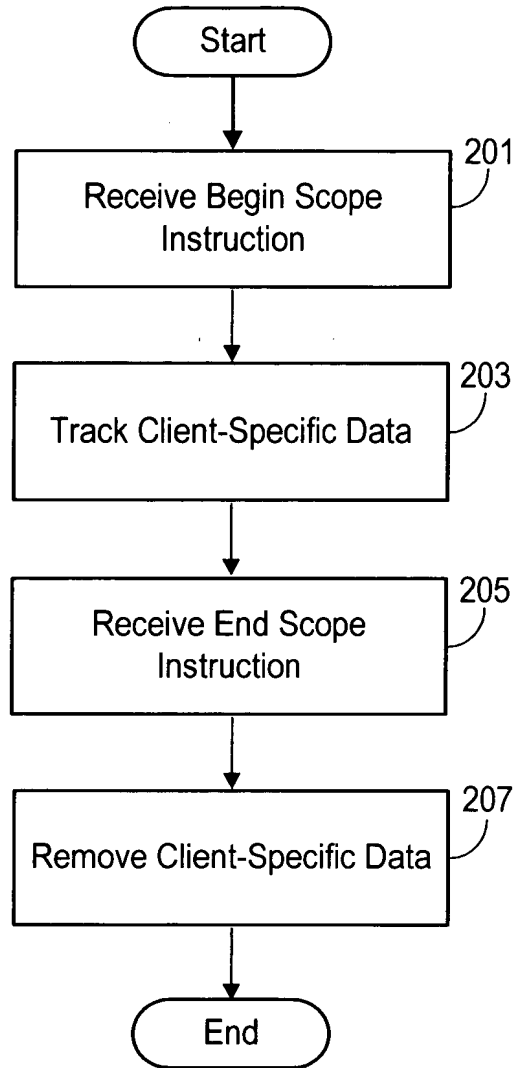 Start
201
Receive Begin Scope
Instruction
203
Track Client-Specific Data
205
Receive End Scope
Instruction
207
Remove Client-Specific Data
End